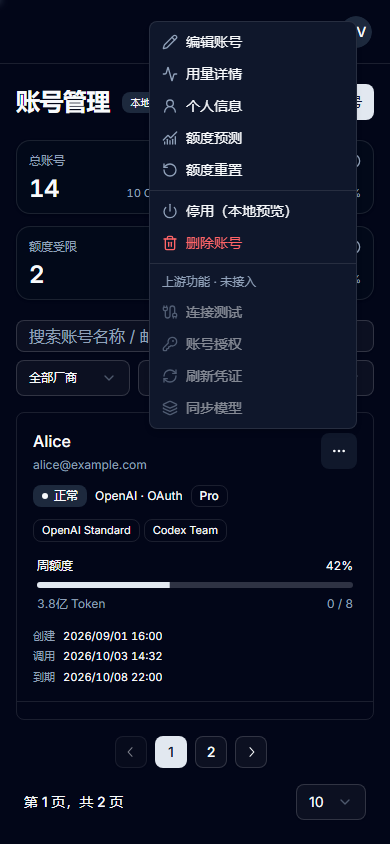 V
编辑账号
用量详情
个人信息
额度预测
额度重置
停用（本地预览）
删除账号
上游功能 · 未接入
连接测试
账号授权
刷新凭证
同步模型
账号管理
本地
总账号
14
10
%
额度受限
2
%
搜索账号名称 / 邮
全部厂商
Alice
alice@example.com
正常 OpenAI · OAuth Pro
OpenAI Standard Codex Team
周额度 42%
3.8亿 Token 0 / 8
创建 2026/09/01 16:00
调用 2026/10/03 14:32
到期 2026/10/08 22:00
1 2
第 1 页，共 2 页 10